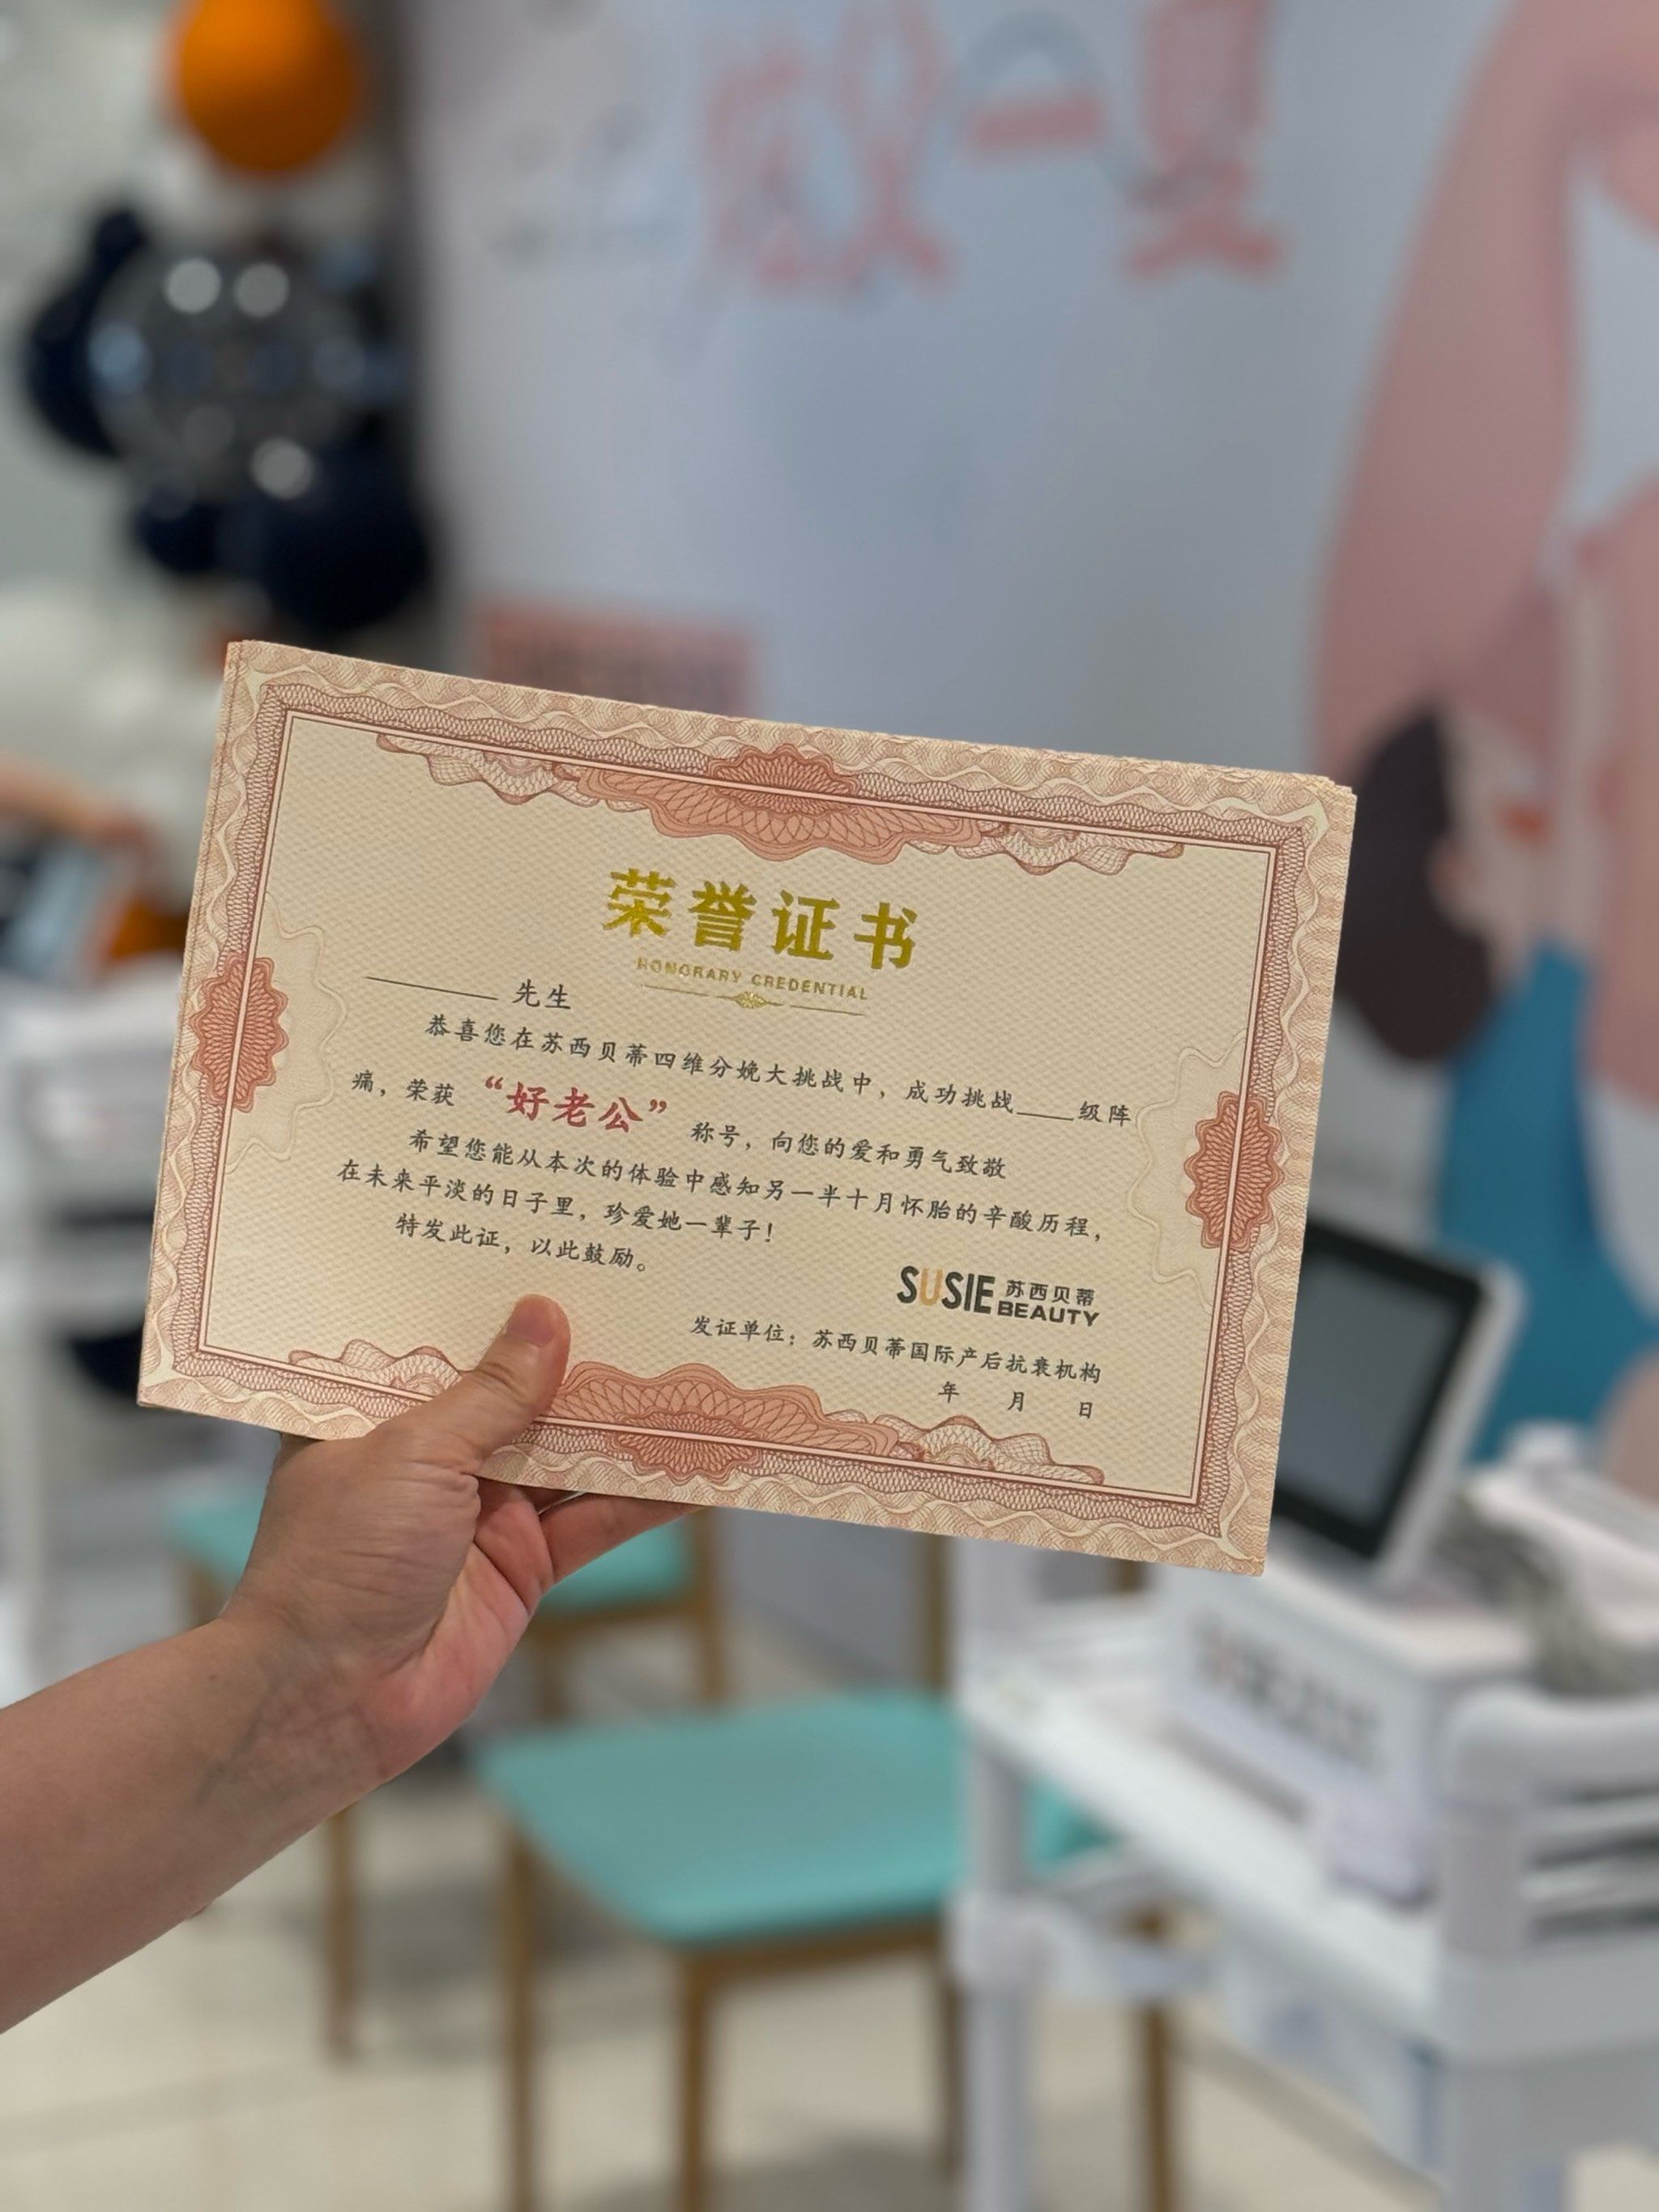 一夏
荣誉证书
HONORARY CREDENTIAL
____先生
恭喜您在苏西贝蒂四维分娩大挑战中，成功挑战____级阵
痛，荣获“好老公”称号，向您的爱和勇气致敬
希望您能从本次的体验中感知另一半十月怀胎的辛酸历程，
在未来平淡的日子里，珍爱她一辈子！
特发此证，以此鼓励。
SUSIE 苏西贝蒂
BEAUTY
发证单位：苏西贝蒂国际产后抗衰机构
年 月 日